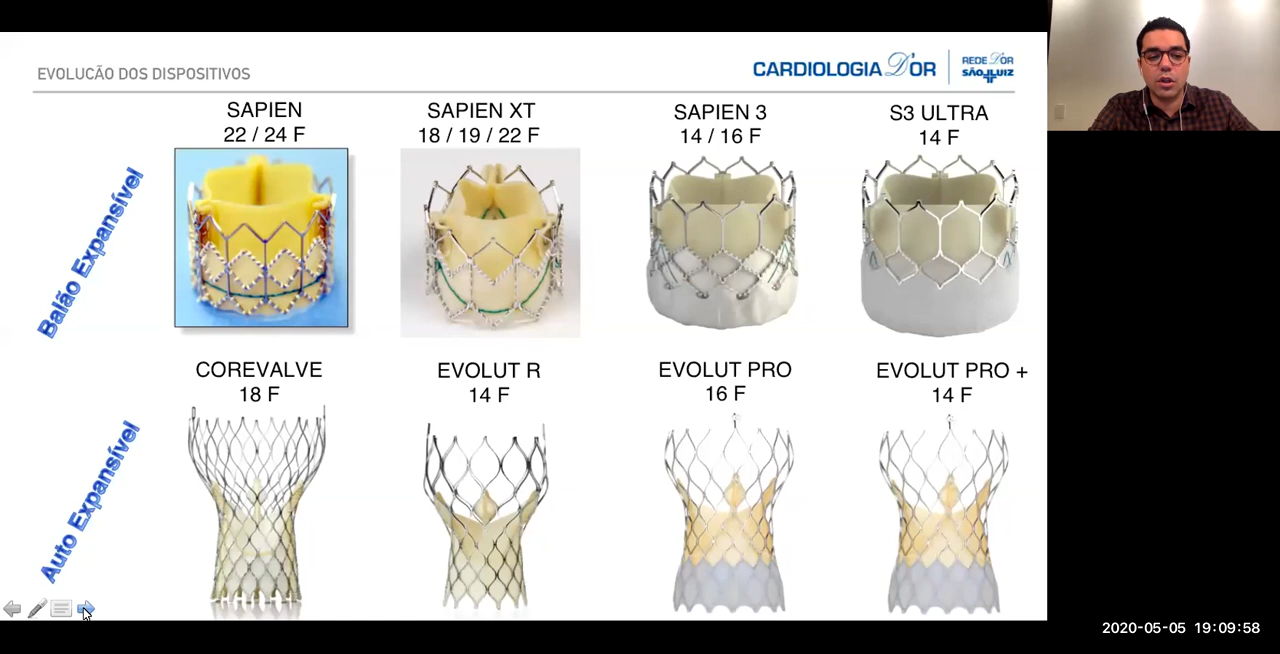 EVOLUCÃO DOS DISPOSITIVOS
CARDIOLOGIA D'OR
REDE D'OR
SÃO LUIZ
SAPIEN
22 / 24 F
SAPIEN XT
18 / 19 / 22 F
SAPIEN 3
14 / 16 F
S3 ULTRA
14 F
Balão Expansível
COREVALVE
18 F
EVOLUT R
14 F
EVOLUT PRO
16 F
EVOLUT PRO +
14 F
Auto Expansível
2020-05-05 19:09:58